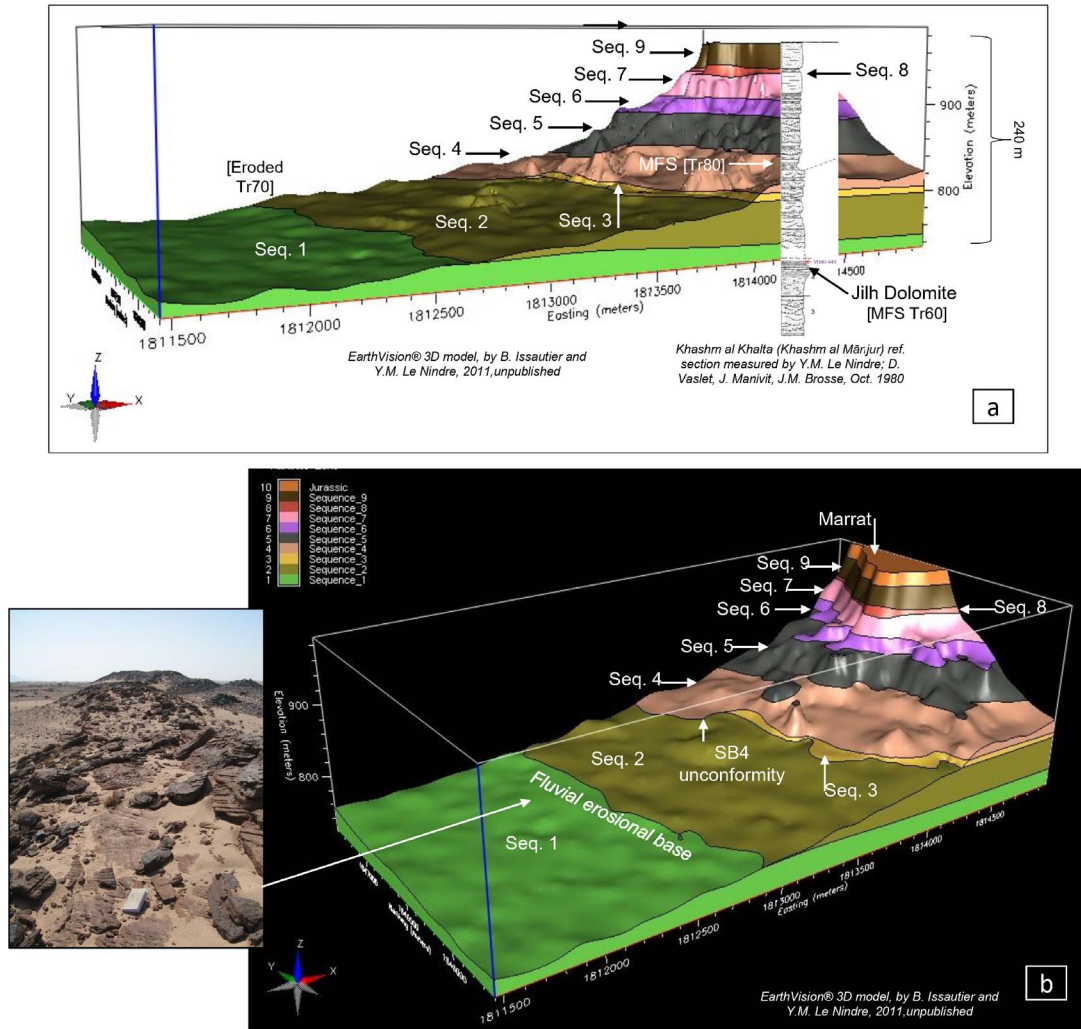 Seq. 9
Seq. 7
Seq. 8
Seq. 6
900
Seq. 5
Elevation (meters)
240 m
Seq. 4
MFS [Tr80]
[Eroded
Tr70]
800
Seq. 2
Seq. 3
Seq. 1
14500
1814000
1813500
1813000
Easting (meters)
1812500
1812000
1811500
Jilh Dolomite
[MFS Tr60]
EarthVision® 3D model, by B. Issautier and
Y.M. Le Nindre, 2011,unpublished
Khashm al Khalta (Khashm al Mārjur) ref.
section measured by Y.M. Le Nindre; D.
Vaslet, J. Manivit, J.M. Brosse, Oct. 1980
Z
Y
X
a
10 Jurassic
9 Sequence_9
8 Sequence_8
7 Sequence_7
6 Sequence_6
5 Sequence_5
4 Sequence_4
3 Sequence_3
2 Sequence_2
1 Sequence_1
Marrat
Seq. 9
Seq. 7
Seq. 6
Seq. 8
Seq. 5
Seq. 4
900
Elevation (meters)
800
Seq. 2
SB4
unconformity
Seq. 3
Fluvial erosional base
Seq. 1
1814500
1814000
1813500
1813000
Easting (meters)
1812500
1812000
1811500
Z
Y
X
b
EarthVision® 3D model, by B. Issautier and
Y.M. Le Nindre, 2011,unpublished